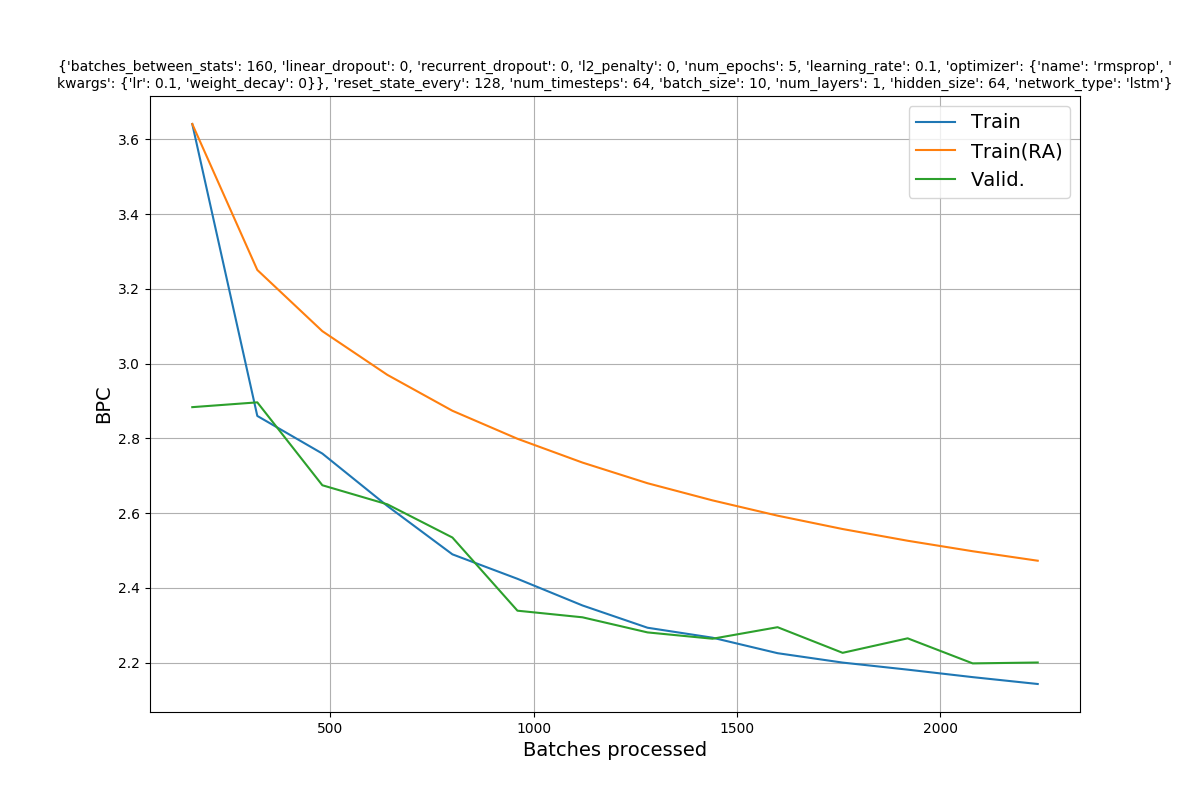 {'batches_between_stats': 160, 'linear_dropout': 0, 'recurrent_dropout': 0, 'l2_penalty': 0, 'num_epochs': 5, 'learning_rate': 0.1, 'optimizer': {'name': 'rmsprop', '
kwargs': {'lr': 0.1, 'weight_decay': 0}}, 'reset_state_every': 128, 'num_timesteps': 64, 'batch_size': 10, 'num_layers': 1, 'hidden_size': 64, 'network_type': 'lstm'}
Train
Train(RA)
Valid.
3.6
3.4
3.2
3.0
2.8
2.6
2.4
2.2
BPC
500 1000 1500 2000
Batches processed